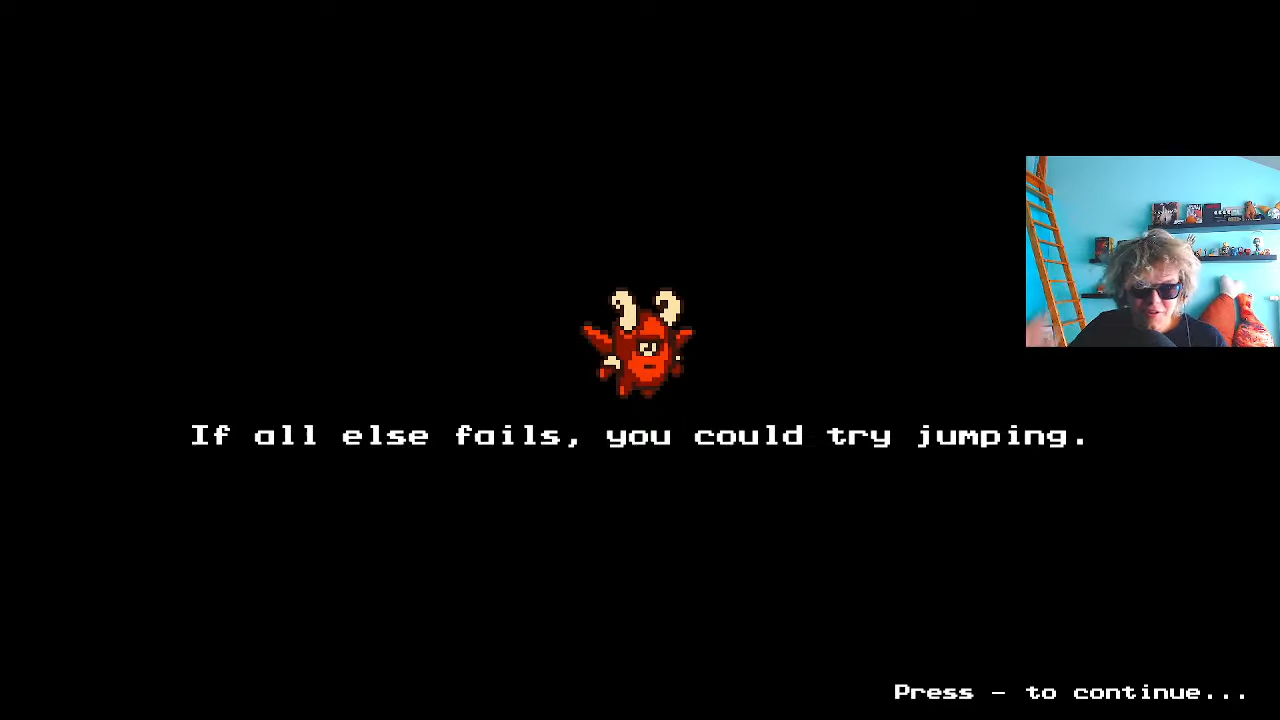 If all else fails, you could try jumping.
Press - to continue...